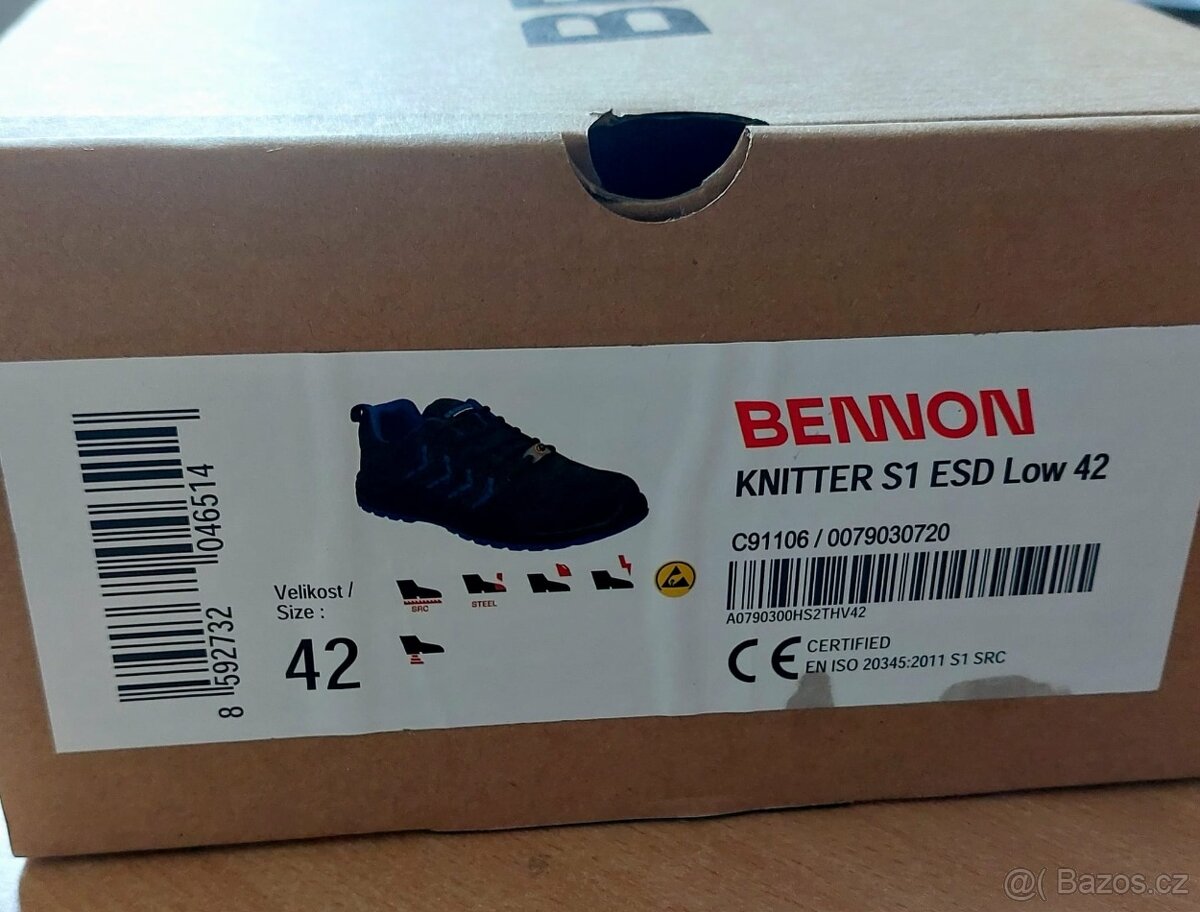 8 592732 046514
Velikost /
Size :
42
SRC
STEEL
BENNON
KNITTER S1 ESD Low 42
C91106 / 0079030720
A0790300HS2THV42
CE CERTIFIED
EN ISO 20345:2011 S1 SRC
@( Bazos.cz